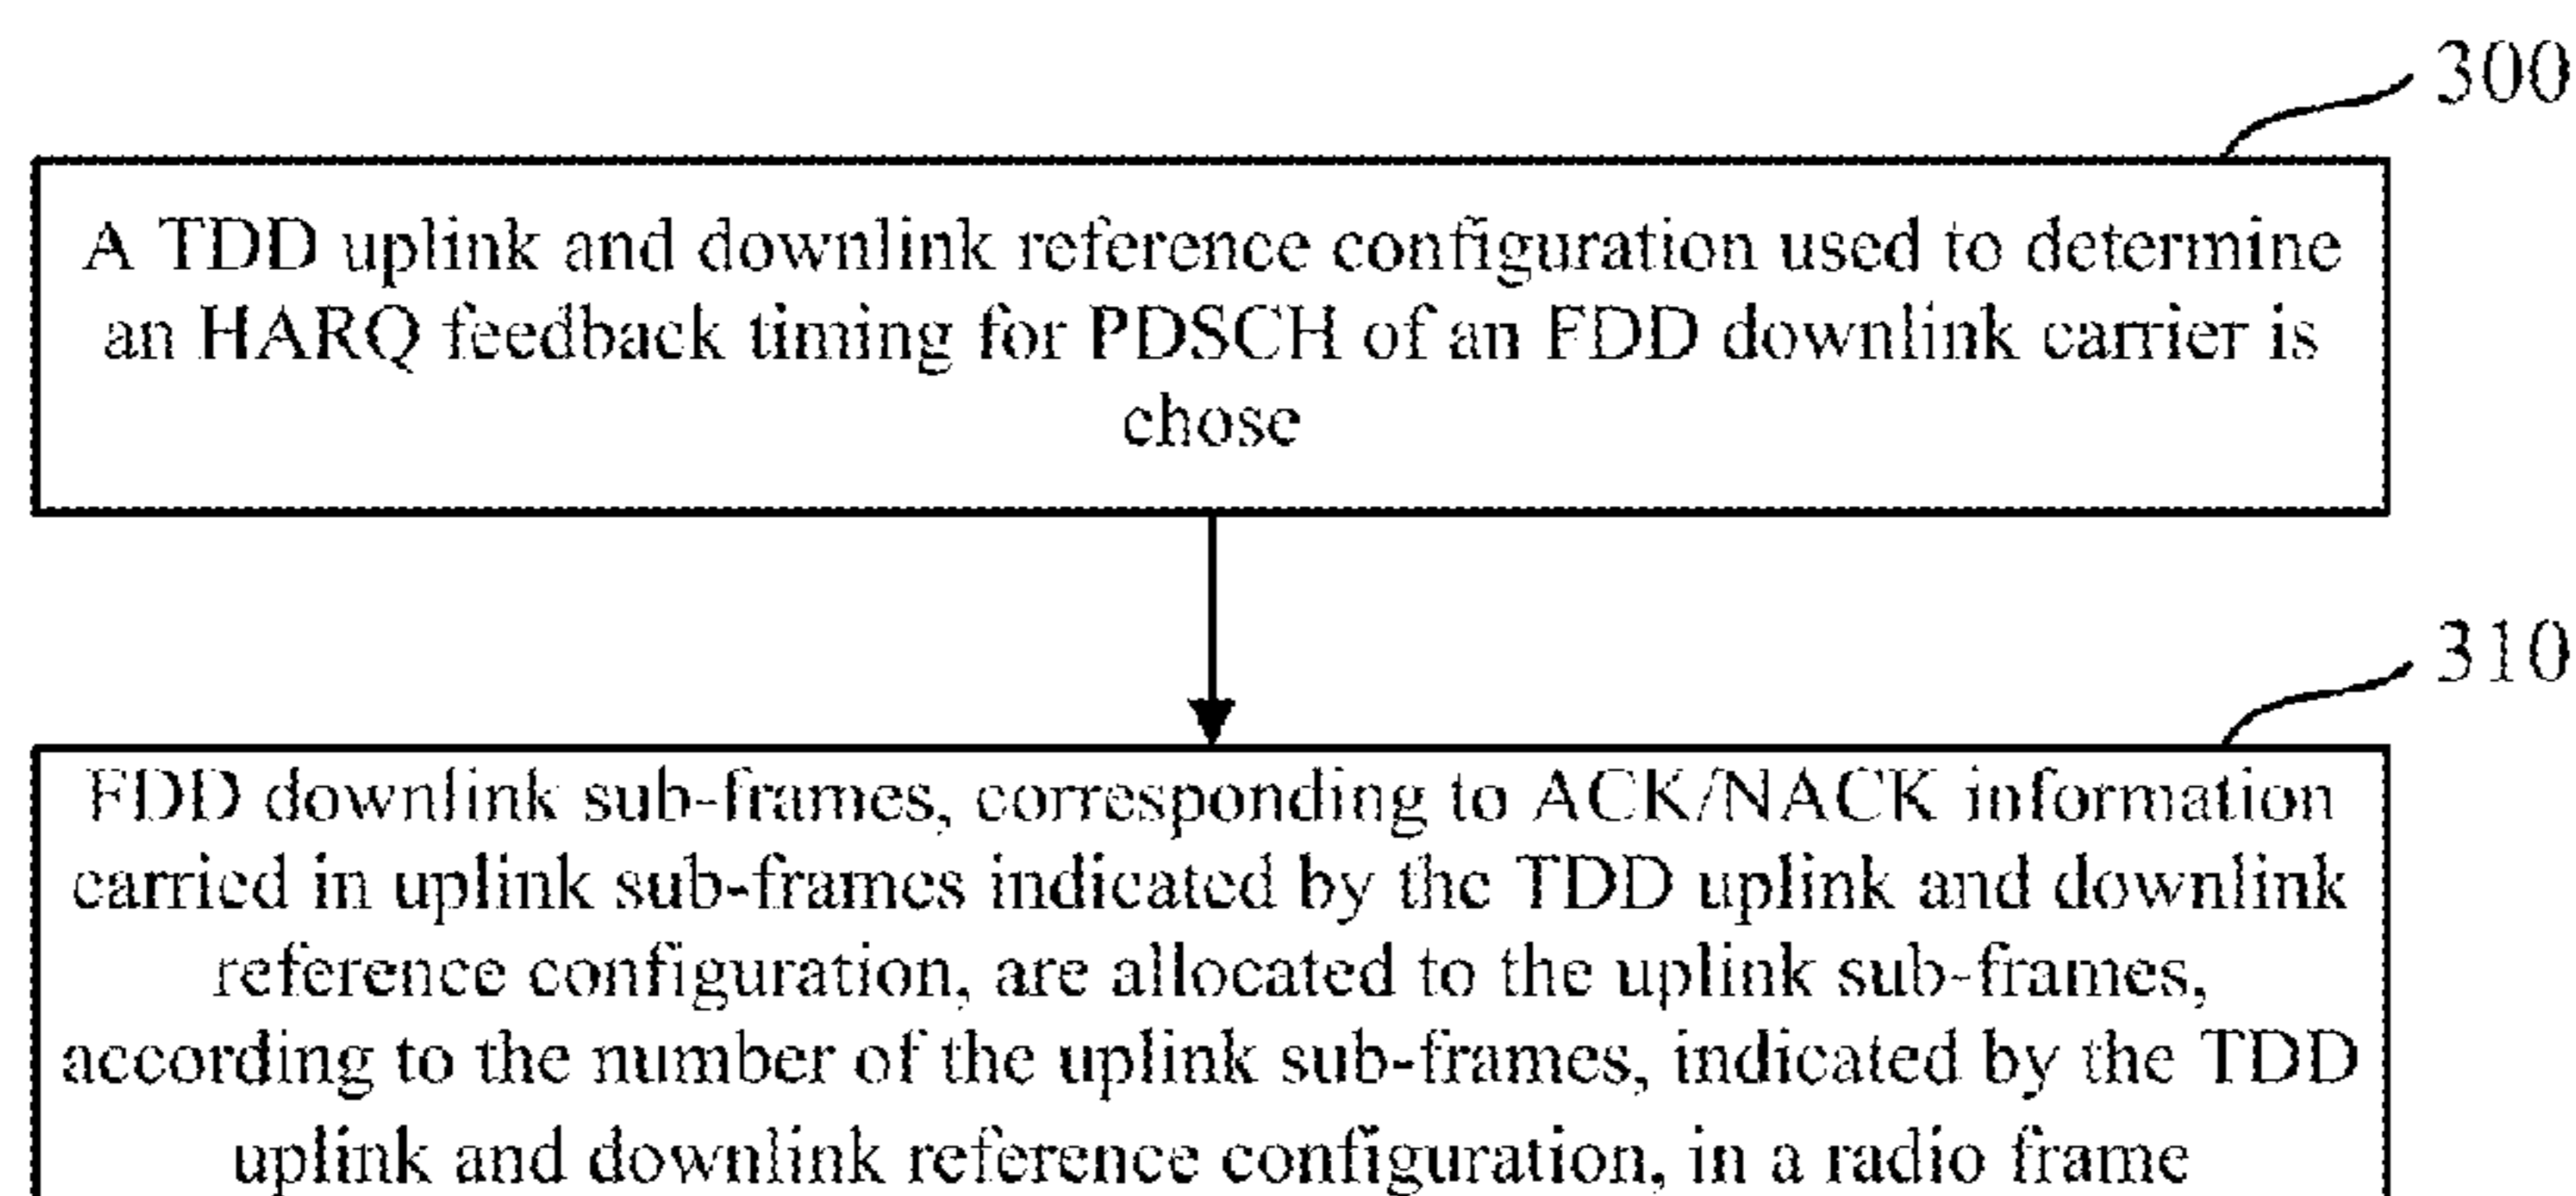 300
A TDD uplink and downlink reference configuration used to determine
an HARQ feedback timing for PDSCH of an FDD downlink carrier is
chose
310
FDD downlink sub-frames, corresponding to ACK/NACK information
carried in uplink sub-frames indicated by the TDD uplink and downlink
reference configuration, are allocated to the uplink sub-frames,
according to the number of the uplink sub-frames, indicated by the TDD
uplink and downlink reference configuration, in a radio frame